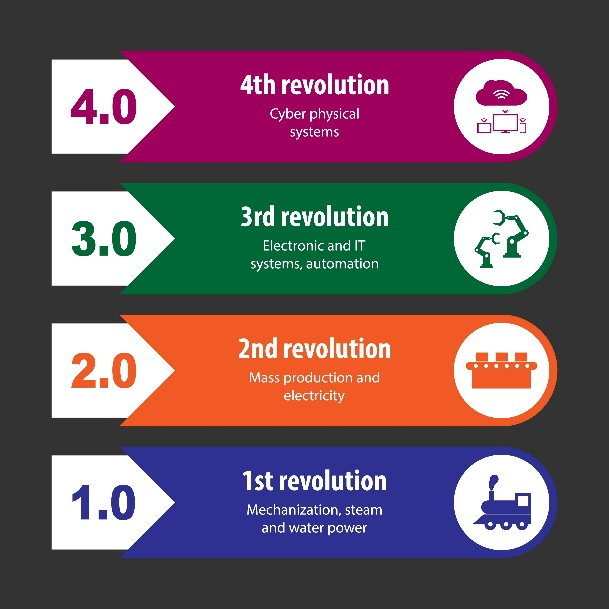 4.0
4th revolution
Cyber physical
systems
3.0
3rd revolution
Electronic and IT
systems, automation
2.0
2nd revolution
Mass production and
electricity
1.0
1st revolution
Mechanization, steam
and water power